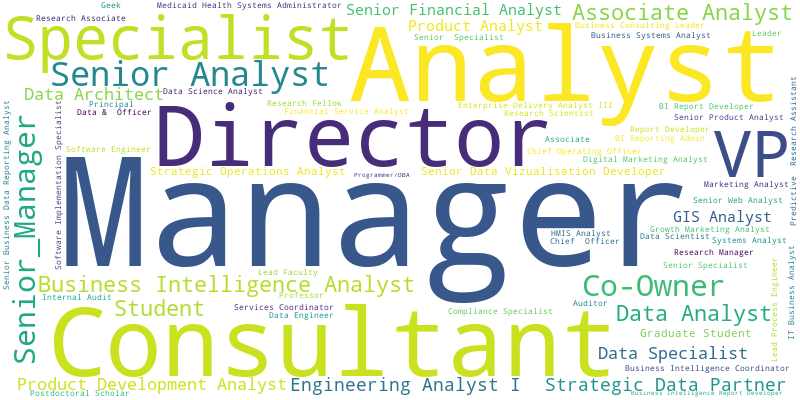 Geek
Medicaid Health Systems Administrator
Senior Financial Analyst
Associate Analyst
Research Associate
Specialist
Product Analyst
Business Consulting Leader
Leader
Senior  Specialist
Business Systems Analyst
Analyst
Senior Analyst
Data Architect
Data Science Analyst
Principal
Data &  Officer
Research Fellow
Financial Service Analyst
Enterprise Delivery Analyst III
Research Scientist
BI Report Developer
Senior Product Analyst
Director
Report Developer
BI Reporting Admin
Associate
Chief Operating Officer
Digital Marketing Analyst
VP
Software Engineer
Strategic Operations Analyst
Programmer/DBA
Senior Data Vizualisation Developer
Marketing Analyst
Manager
Senior Web Analyst
GIS Analyst
Growth Marketing Analyst
HMIS Analyst
Chief  Officer
Data Scientist
Systems Analyst
Research Manager
Senior Specialist
Senior Business Data Reporting Analyst
Senior_Manager
Software Implementation Specialist
Predictive
Research Assistant
IT Business Analyst
Lead Process Engineer
Lead Faculty
Business Intelligence Analyst
Co-Owner
Internal Audit
Professor
Student
Services Coordinator
Data Engineer
Compliance Specialist
Auditor
Data Analyst
Consultant
Graduate Student
Data Specialist
Business Intelligence Coordinator
Product Development Analyst
Engineering Analyst I
Strategic Data Partner
Postdoctoral Scholar
Business Intelligence Report Developer